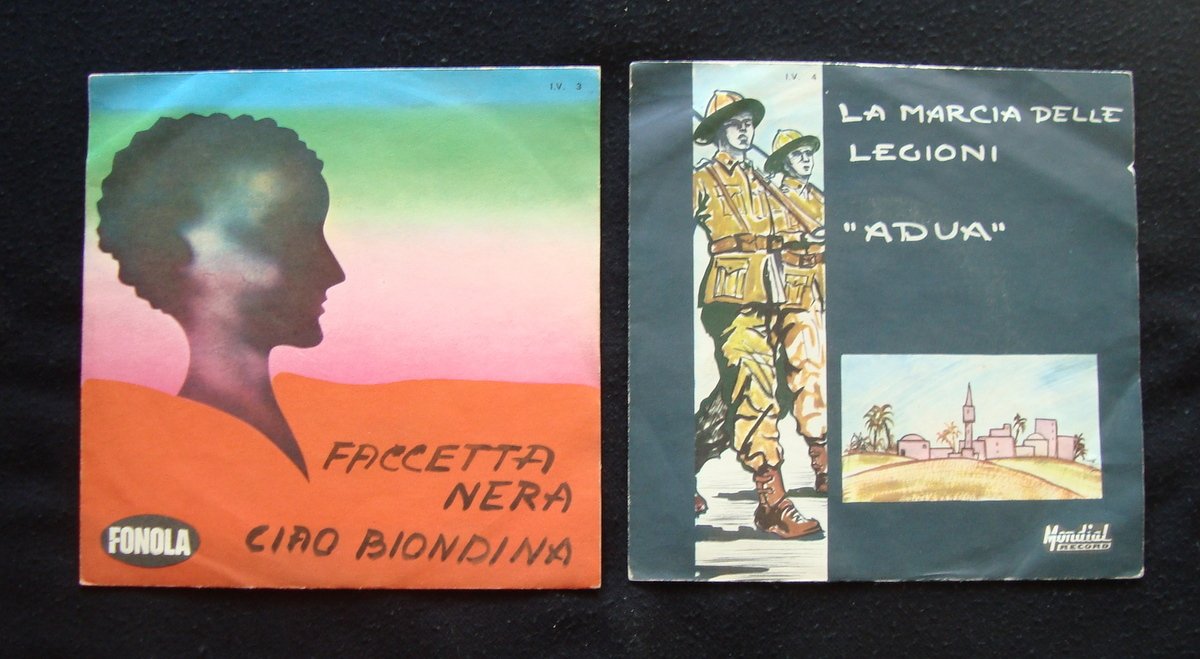 I.V. 3
FACCETTA
NERA
CIAO BIONDINA
FONOLA
I.V. 4
LA MARCIA DELLE
LEGIONI
"ADUA"
Mondial
RECORD